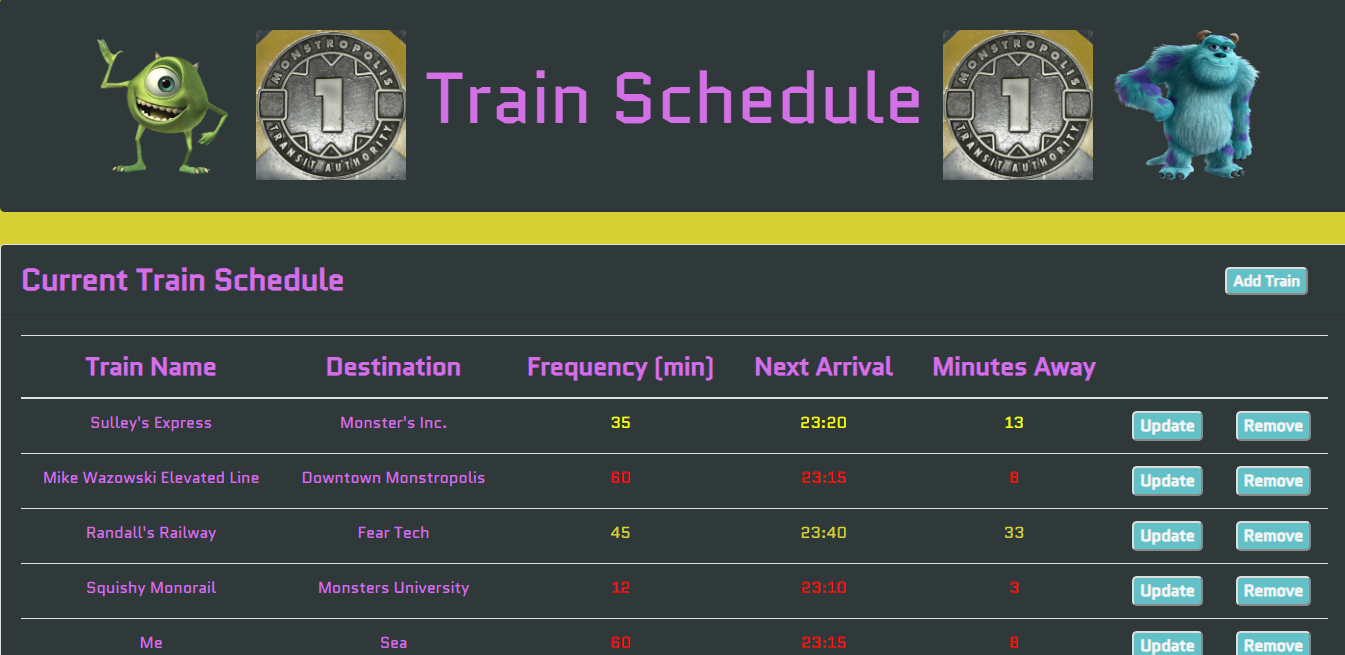 MONSTROPOLIS
1
TRANSIT AUTHORITY
Train Schedule
MONSTROPOLIS
1
TRANSIT AUTHORITY
Current Train Schedule Add Train
Train Name Destination Frequency (min) Next Arrival Minutes Away
Sulley's Express Monster's Inc. 35 23:20 13 Update Remove
Mike Wazowski Elevated Line Downtown Monstropolis 60 23:15 8 Update Remove
Randall's Railway Fear Tech 45 23:40 33 Update Remove
Squishy Monorail Monsters University 12 23:10 3 Update Remove
Me Sea 60 23:15 8 Update Remove